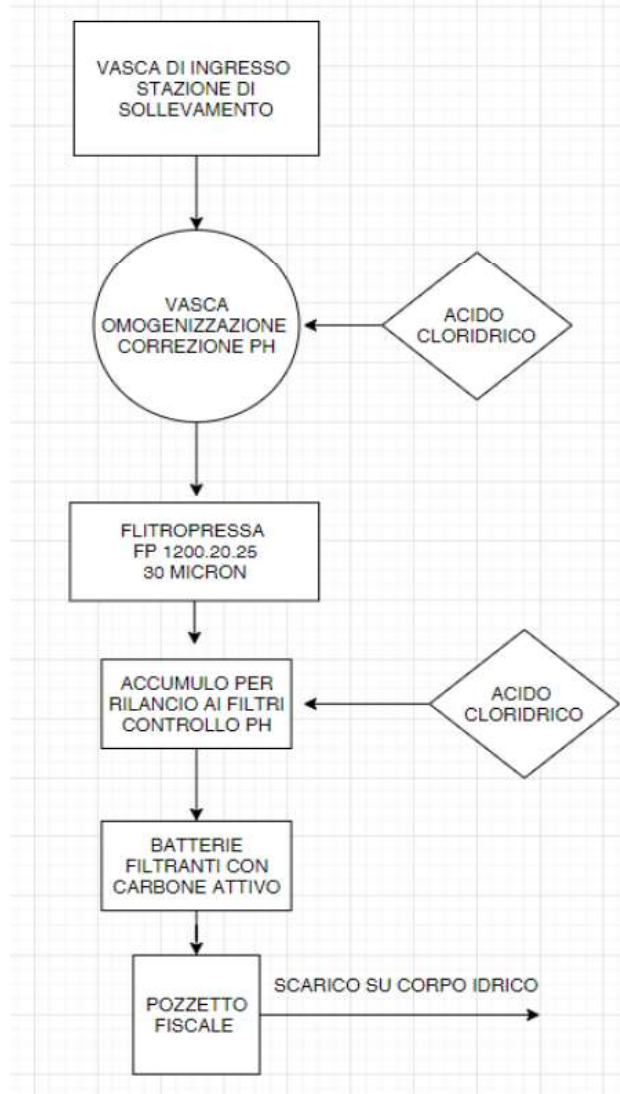 VASCA DI INGRESSO
STAZIONE DI
SOLLEVAMENTO
VASCA
OMOGENIZZAZIONE
CORREZIONE PH
ACIDO
CLORIDRICO
FLITROPRESSA
FP 1200.20.25
30 MICRON
ACCUMULO PER
RILANCIO AI FILTRI
CONTROLLO PH
ACIDO
CLORIDRICO
BATTERIE
FILTRANTI CON
CARBONE ATTIVO
POZZETTO
FISCALE
SCARICO SU CORPO IDRICO